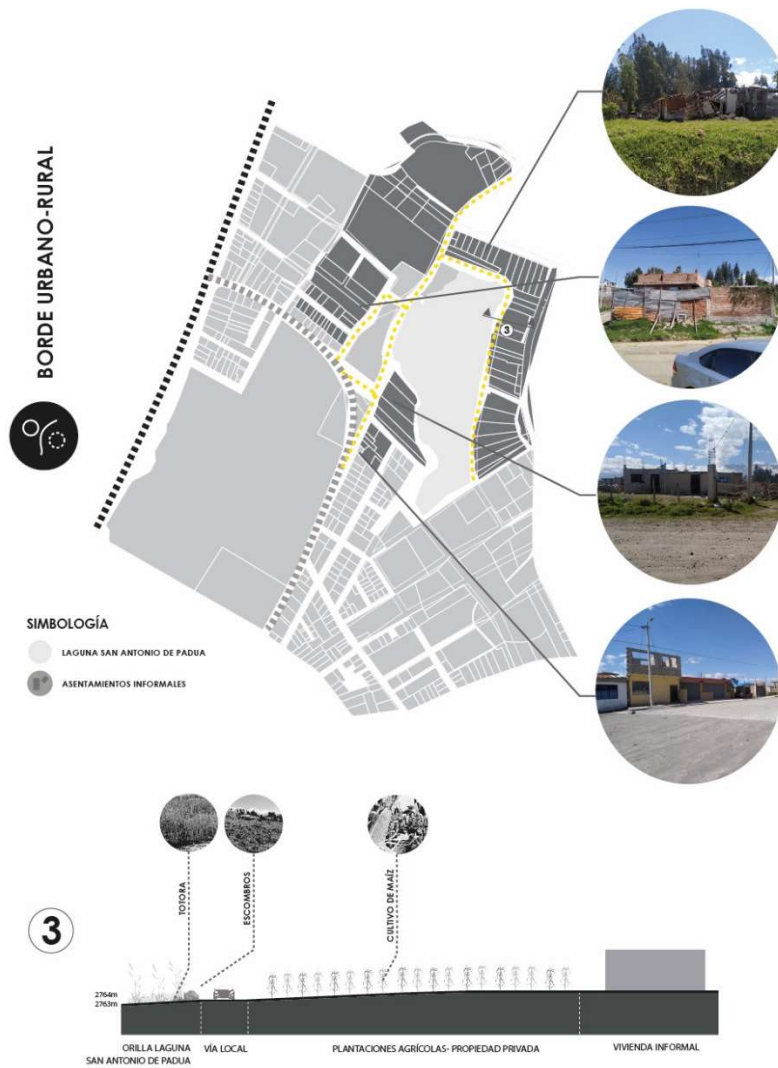 BORDE URBANO-RURAL
3
SIMBOLOGÍA
LAGUNA SAN ANTONIO DE PADUA
ASENTAMIENTOS INFORMALES
3
TOTORA
ESCOMBROS
CULTIVO DE MAÍZ
2764m
2763m
ORILLA LAGUNA
SAN ANTONIO DE PADUA
VÍA LOCAL
PLANTACIONES AGRÍCOLAS- PROPIEDAD PRIVADA
VIVIENDA INFORMAL